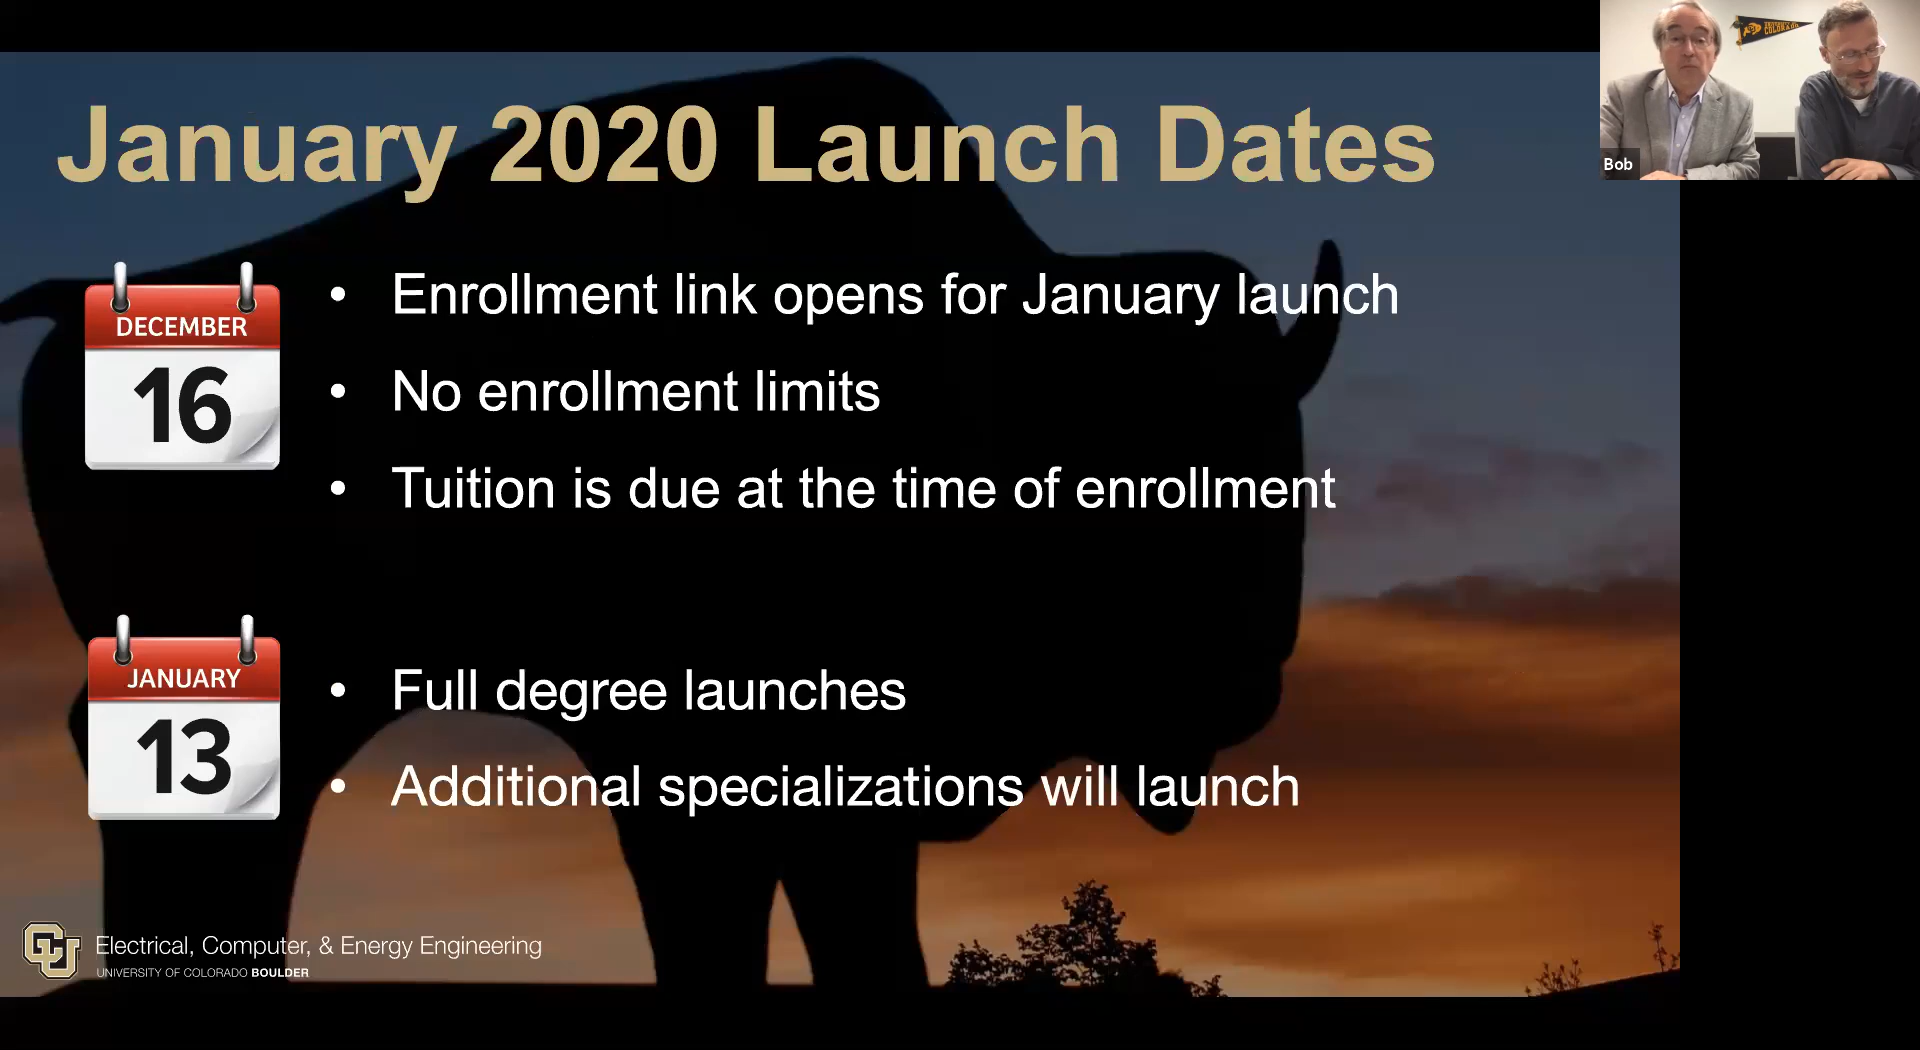 January 2020 Launch Dates
DECEMBER
16
• Enrollment link opens for January launch
• No enrollment limits
• Tuition is due at the time of enrollment
JANUARY
13
• Full degree launches
• Additional specializations will launch
CU
Electrical, Computer, & Energy Engineering
UNIVERSITY OF COLORADO BOULDER
Bob
COLORADO